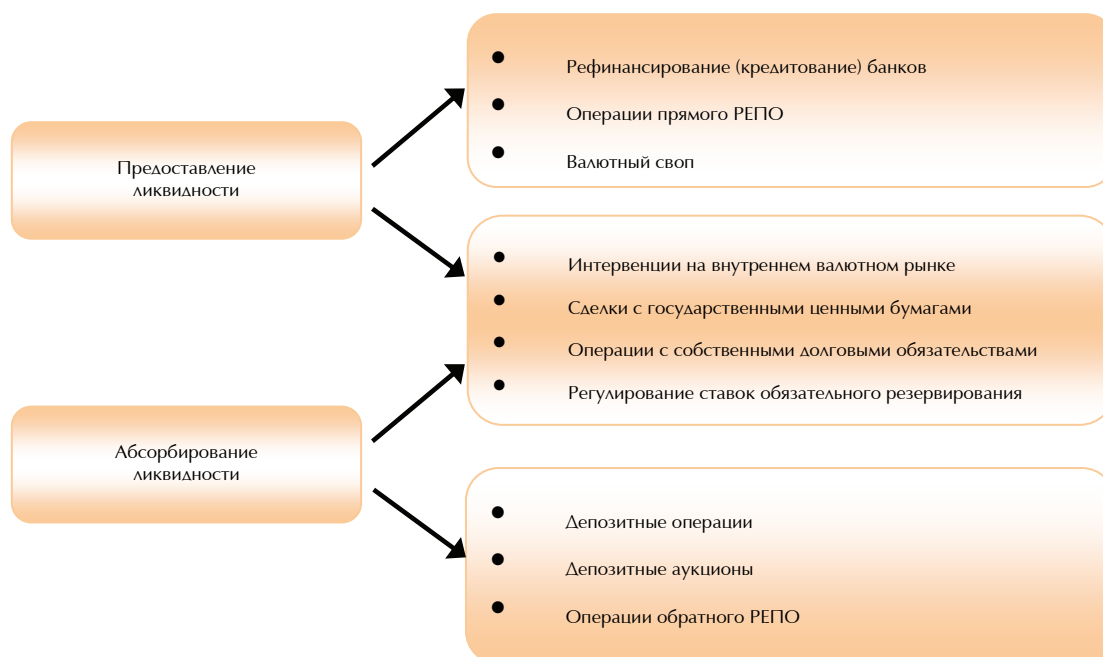 Предоставление
ликвидности
Рефинансирование (кредитование) банков
Операции прямого РЕПО
Валютный своп
Интервенции на внутреннем валютном рынке
Сделки с государственными ценными бумагами
Операции с собственными долговыми обязательствами
Регулирование ставок обязательного резервирования
Абсорбирование
ликвидности
Депозитные операции
Депозитные аукционы
Операции обратного РЕПО